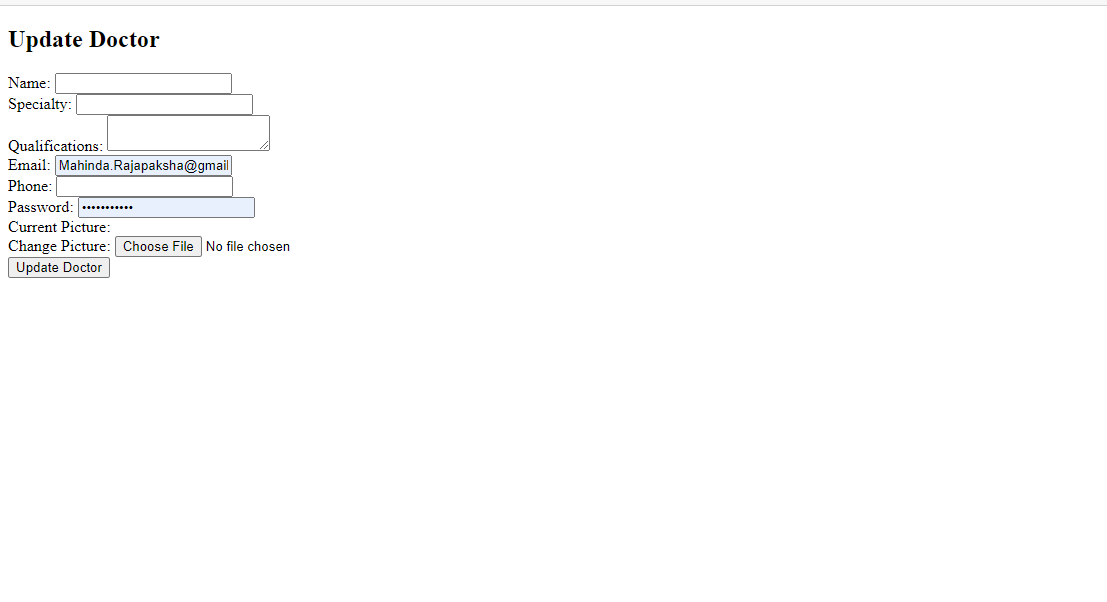 Update Doctor
Name:
Specialty:
Qualifications:
Email: Mahinda.Rajapaksha@gmail
Phone:
Password: •••••••••••
Current Picture:
Change Picture: Choose File No file chosen
Update Doctor